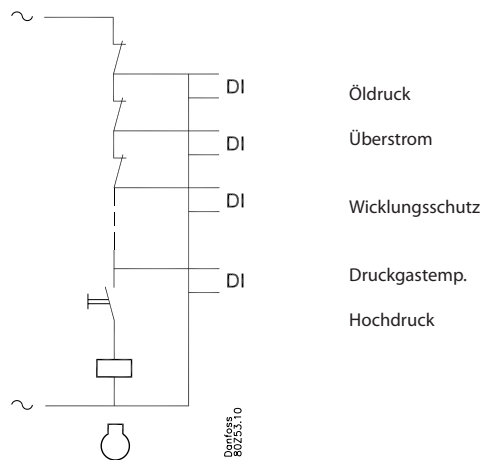 ~
DI
Öldruck
DI
Überstrom
DI
Wicklungsschutz
DI
Druckgastemp.
Hochdruck
~
Danfoss
80Z53.10